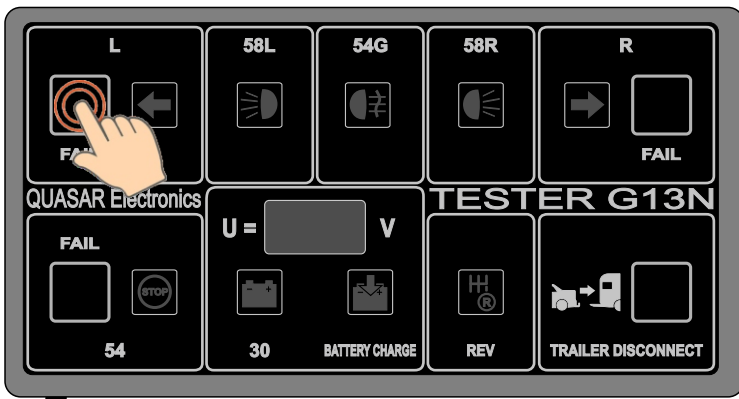 L 58L 54G 58R R
FAIL FAIL
QUASAR Electronics TESTER G13N
U = V
FAIL
STOP R
54 30 BATTERY CHARGE REV TRAILER DISCONNECT